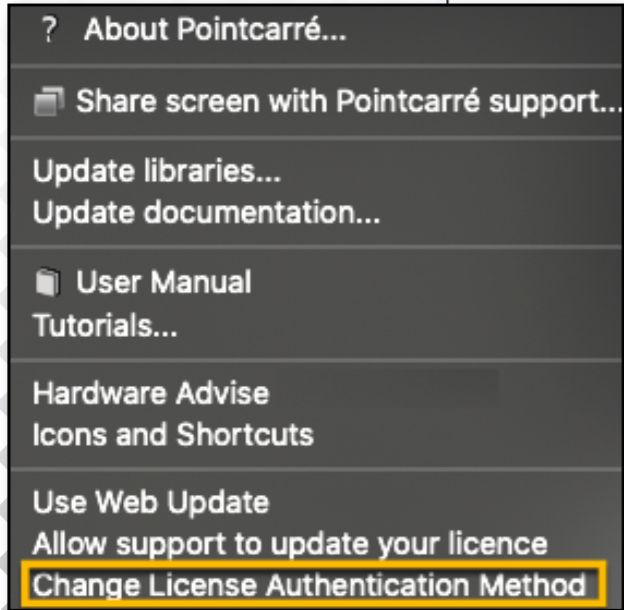 ? About Pointcarré...
Share screen with Pointcarré support...
Update libraries...
Update documentation...
User Manual
Tutorials...
Hardware Advise
Icons and Shortcuts
Use Web Update
Allow support to update your licence
Change License Authentication Method